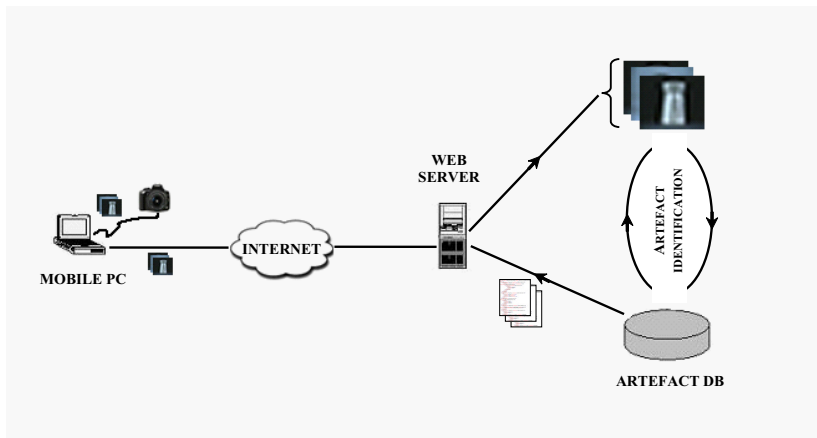 WEB
SERVER
ARTEFACT
IDENTIFICATION
INTERNET
MOBILE PC
ARTEFACT DB